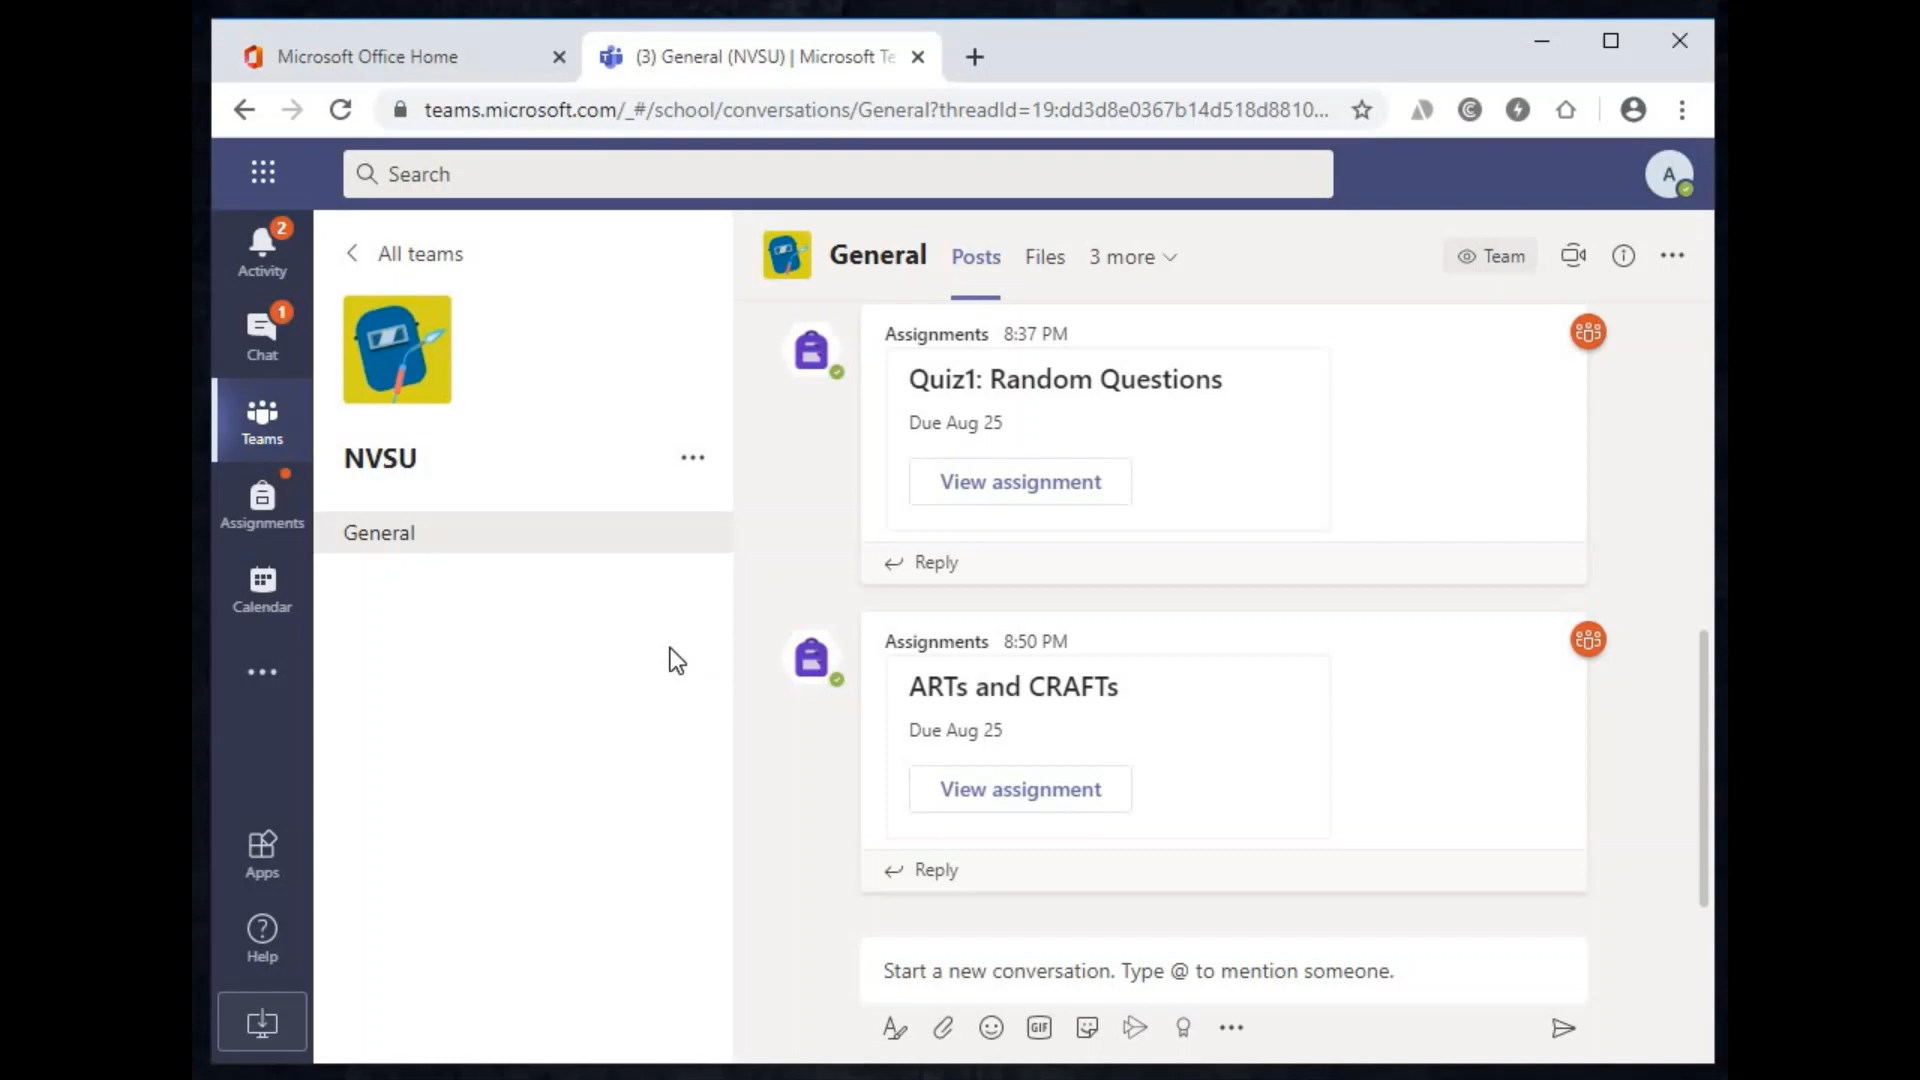 Microsoft Office Home
(3) General (NVSU) | Microsoft Te
teams.microsoft.com/_#/school/conversations/General?threadId=19:dd3d8e0367b14d518d8810...
Search
A
2
Activity
1
Chat
Teams
Assignments
Calendar
Apps
Help
All teams
NVSU
General
General
Posts
Files
3 more
Team
Assignments 8:37 PM
Quiz1: Random Questions
Due Aug 25
View assignment
Reply
Assignments 8:50 PM
ARTs and CRAFTs
Due Aug 25
View assignment
Reply
Start a new conversation. Type @ to mention someone.
GIF